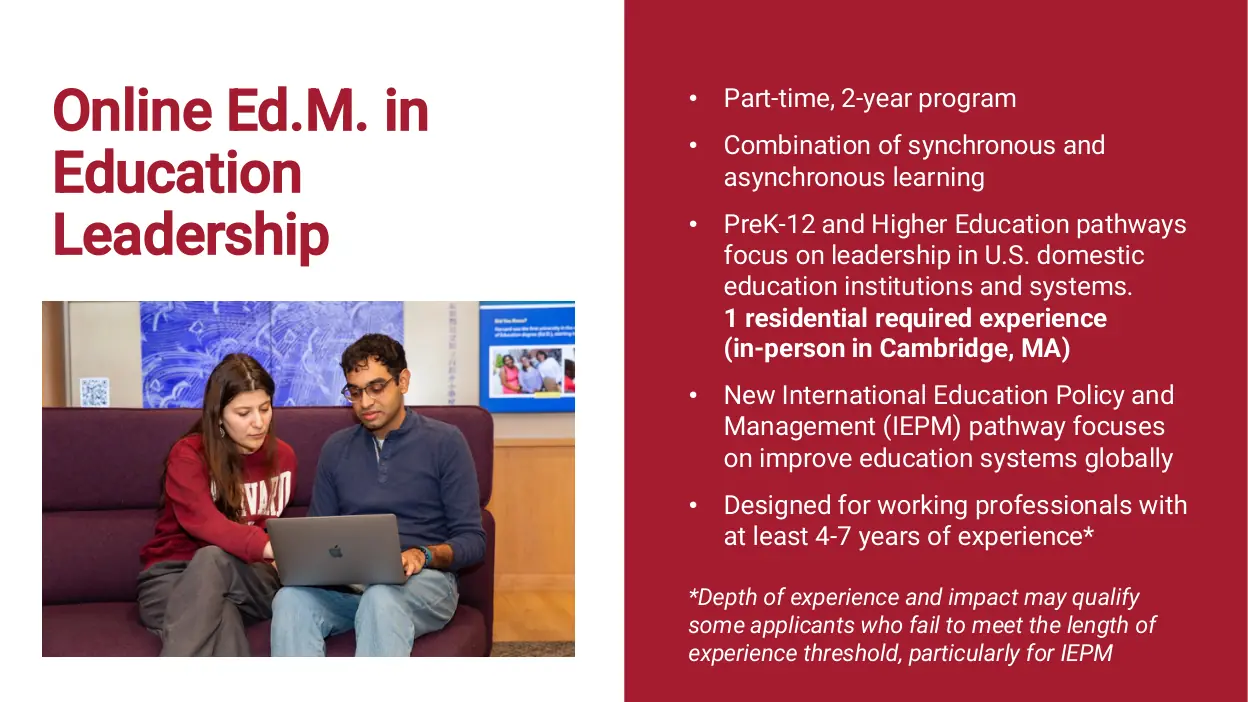 Online Ed.M. in
Education
Leadership
Did You Know?
• Part-time, 2-year program
• Combination of synchronous and
asynchronous learning
• PreK-12 and Higher Education pathways
focus on leadership in U.S. domestic
education institutions and systems.
1 residential required experience
(in-person in Cambridge, MA)
• New International Education Policy and
Management (IEPM) pathway focuses
on improve education systems globally
• Designed for working professionals with
at least 4-7 years of experience*
*Depth of experience and impact may qualify
some applicants who fail to meet the length of
experience threshold, particularly for IEPM